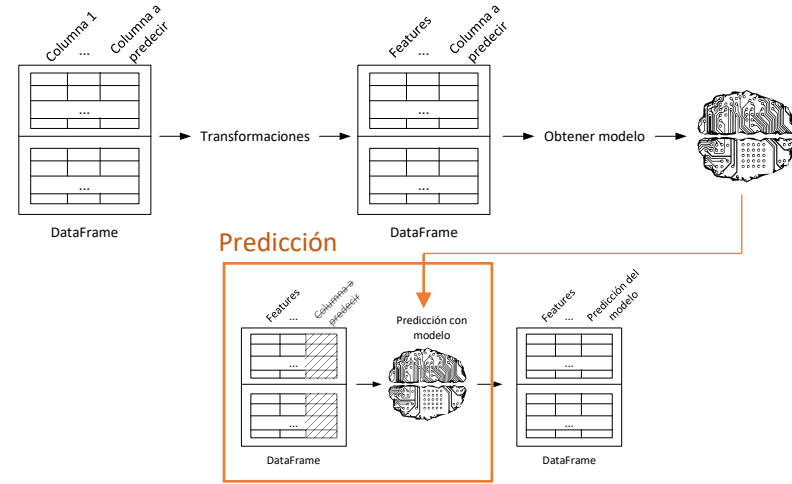 Columna 1
...
Columna a
predecir
Features
...
Columna a
predecir
...
...
DataFrame
Transformaciones
...
...
DataFrame
Obtener modelo
Predicción
Features
...
Columna a
predecir
...
...
DataFrame
Predicción con
modelo
Features
...
Predicción del
modelo
...
...
DataFrame